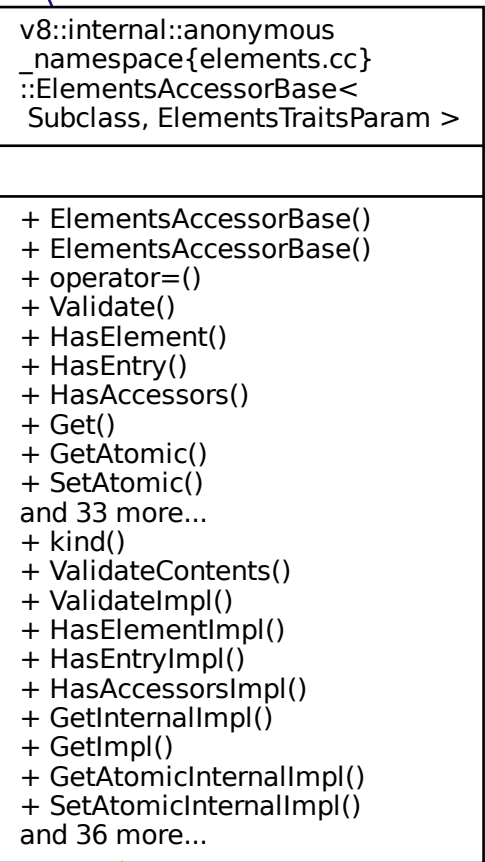 v8::internal::anonymous
_namespace{elements.cc}
::ElementsAccessorBase<
Subclass, ElementsTraitsParam >
+ ElementsAccessorBase()
+ ElementsAccessorBase()
+ operator=()
+ Validate()
+ HasElement()
+ HasEntry()
+ HasAccessors()
+ Get()
+ GetAtomic()
+ SetAtomic()
and 33 more...
+ kind()
+ ValidateContents()
+ ValidateImpl()
+ HasElementImpl()
+ HasEntryImpl()
+ HasAccessorsImpl()
+ GetInternalImpl()
+ GetImpl()
+ GetAtomicInternalImpl()
+ SetAtomicInternalImpl()
and 36 more...